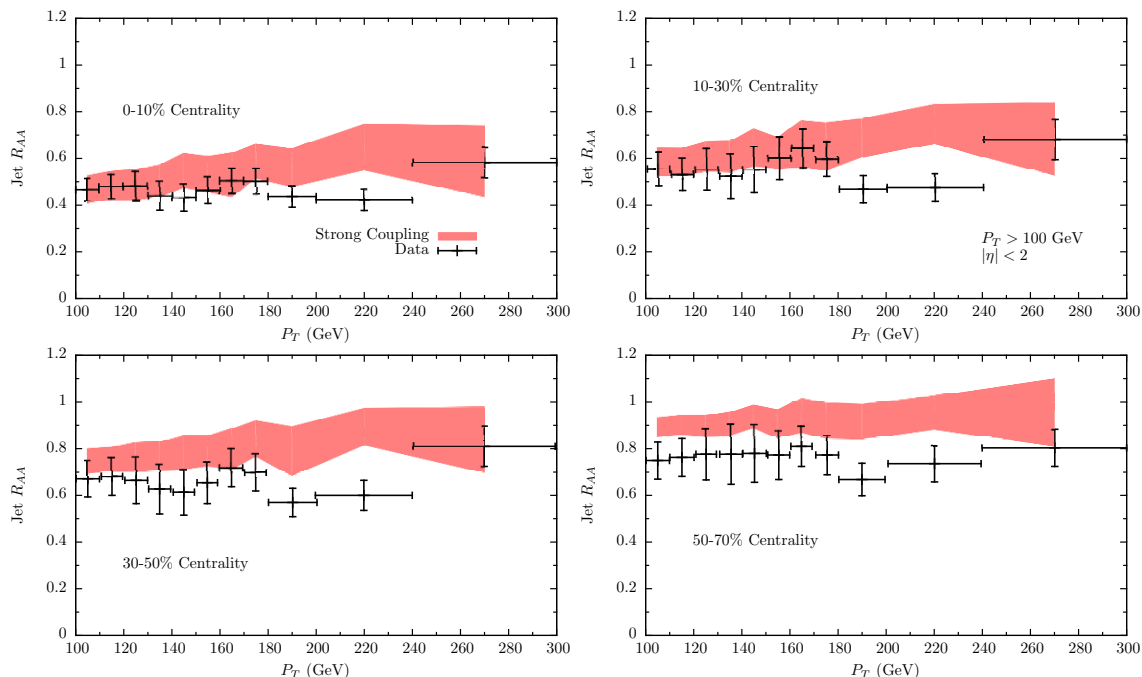 1.2
1
0.8
0.6
0.4
0.2
0
Jet R_AA
0-10% Centrality
Strong Coupling
Data
100 120 140 160 180 200 220 240 260 280 300
P_T (GeV)
1.2
1
0.8
0.6
0.4
0.2
0
Jet R_AA
10-30% Centrality
P_T > 100 GeV
|η| < 2
100 120 140 160 180 200 220 240 260 280 300
P_T (GeV)
1.2
1
0.8
0.6
0.4
0.2
0
Jet R_AA
30-50% Centrality
100 120 140 160 180 200 220 240 260 280 300
P_T (GeV)
1.2
1
0.8
0.6
0.4
0.2
0
Jet R_AA
50-70% Centrality
100 120 140 160 180 200 220 240 260 280 300
P_T (GeV)